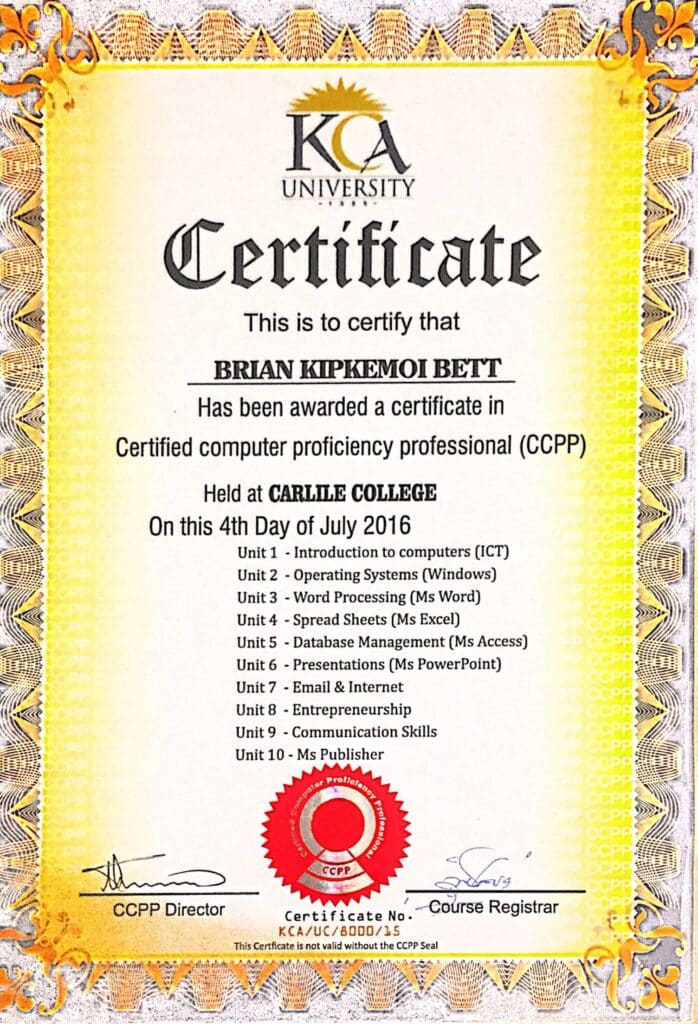 KCA
UNIVERSITY
- 1989 -
Certificate
This is to certify that
BRIAN KIPKEMOI BETT
Has been awarded a certificate in
Certified computer proficiency professional (CCPP)
Held at CARLILE COLLEGE
On this 4th Day of July 2016
Unit 1 - Introduction to computers (ICT)
Unit 2 - Operating Systems (Windows)
Unit 3 - Word Processing (Ms Word)
Unit 4 - Spread Sheets (Ms Excel)
Unit 5 - Database Management (Ms Access)
Unit 6 - Presentations (Ms PowerPoint)
Unit 7 - Email & Internet
Unit 8 - Entrepreneurship
Unit 9 - Communication Skills
Unit 10 - Ms Publisher
Computer Proficiency Professional
CCPP
CCPP Director
Course Registrar
Certificate No.
KCA/UC/6000/15
This Certficate is not valid without the CCPP Seal